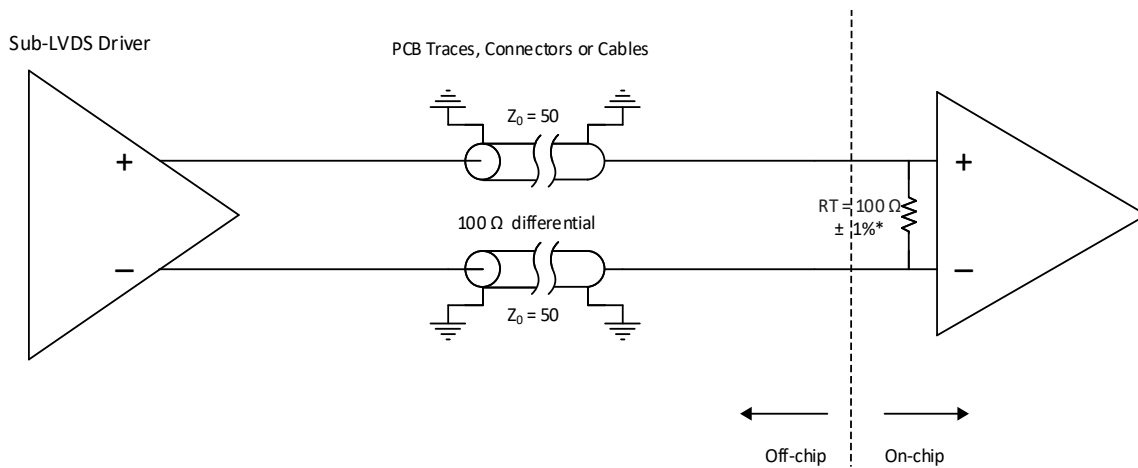 Sub-LVDS Driver
PCB Traces, Connectors or Cables
Z₀ = 50
+
+
RT = 100 Ω
± 1%*
100 Ω differential
−
−
Z₀ = 50
Off-chip
On-chip